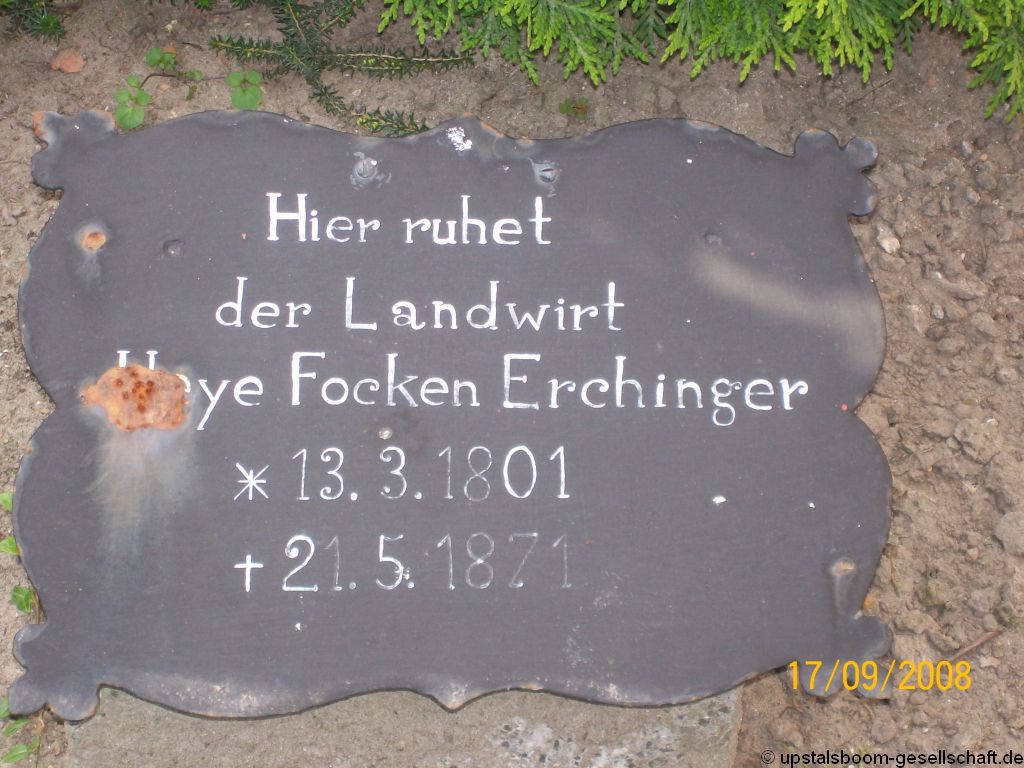 Hier ruhet
der Landwirt
Focken Erchinger
* 13.3.1801
+ 21.5.1871
17/09/2008
© upstalsboom-gesellschaft.de